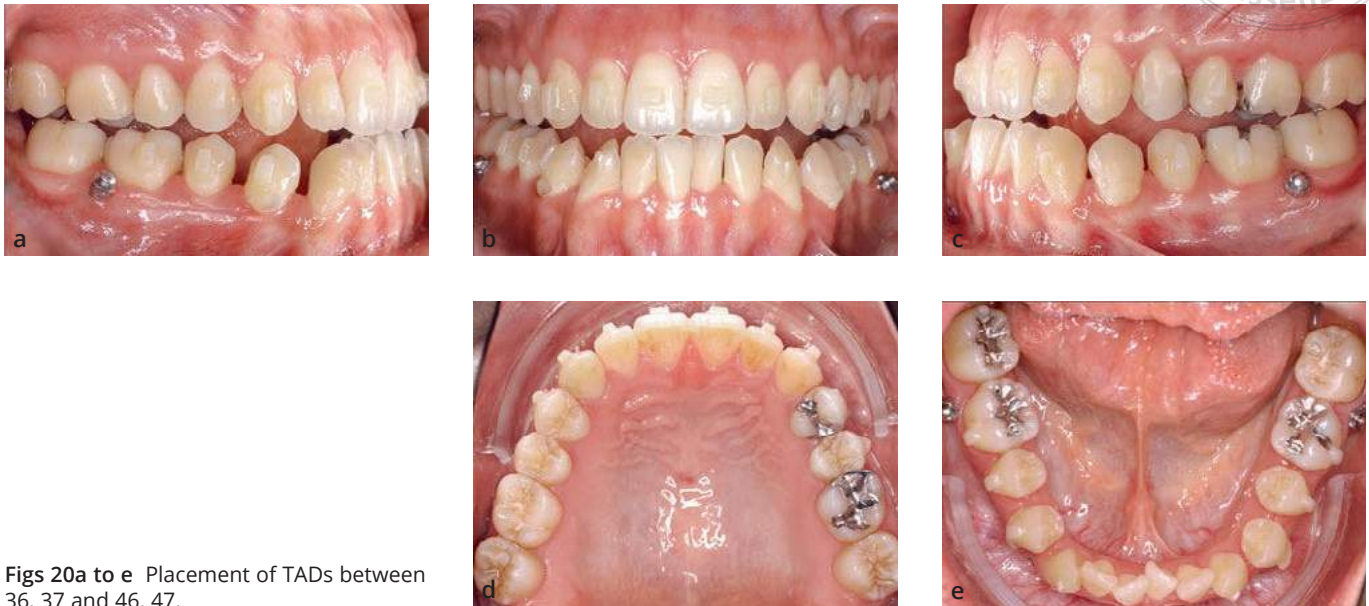 a
b
c
d
e
Figs 20a to e Placement of TADs between
36, 37 and 46, 47.